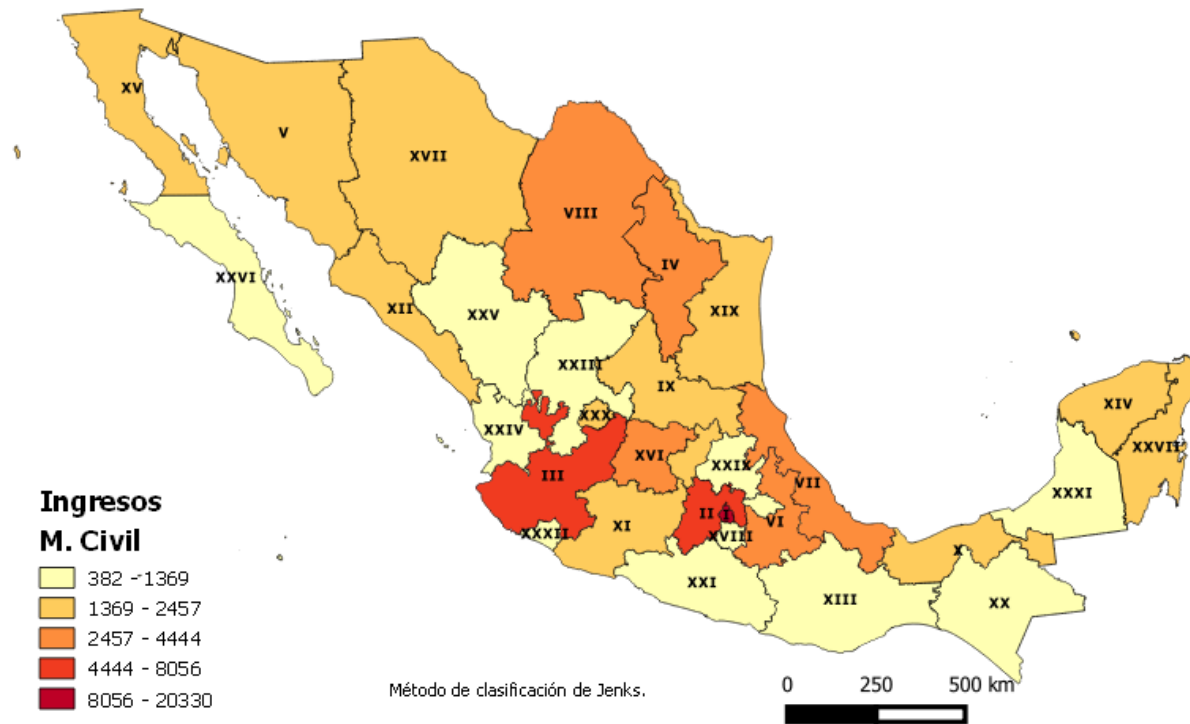 XV
V
XVII
VIII
XXVI
IV
XII
XXV
XIX
XXIII
IX
XXX
XXIV
XIV
XVI
XXIX
XXVII
III
VII
XXXI
II
I
VI
XXXII
XI
XVIII
X
XXI
XIII
XX
Ingresos
M. Civil
382 - 1369
1369 - 2457
2457 - 4444
4444 - 8056
8056 - 20330
Método de clasificación de Jenks.
0 250 500 km